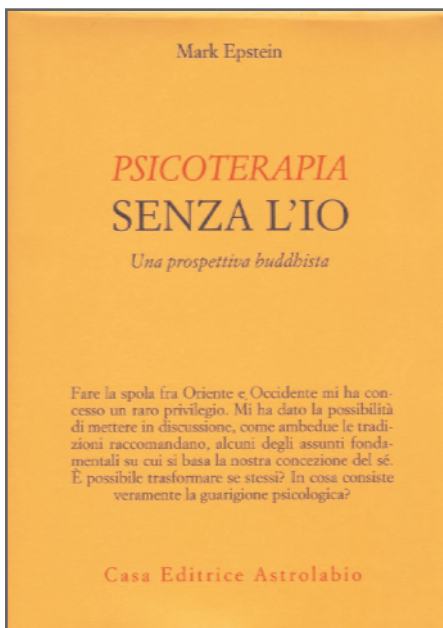 Mark Epstein
PSICOTERAPIA
SENZA L'IO
Una prospettiva buddhista
Fare la spola fra Oriente e Occidente mi ha con-
cesso un raro privilegio. Mi ha dato la possibilità
di mettere in discussione, come ambedue le tradi-
zioni raccomandano, alcuni degli assunti fonda-
mentali su cui si basa la nostra concezione del sé.
È possibile trasformare se stessi? In cosa consiste
veramente la guarigione psicologica?
Casa Editrice Astrolabio